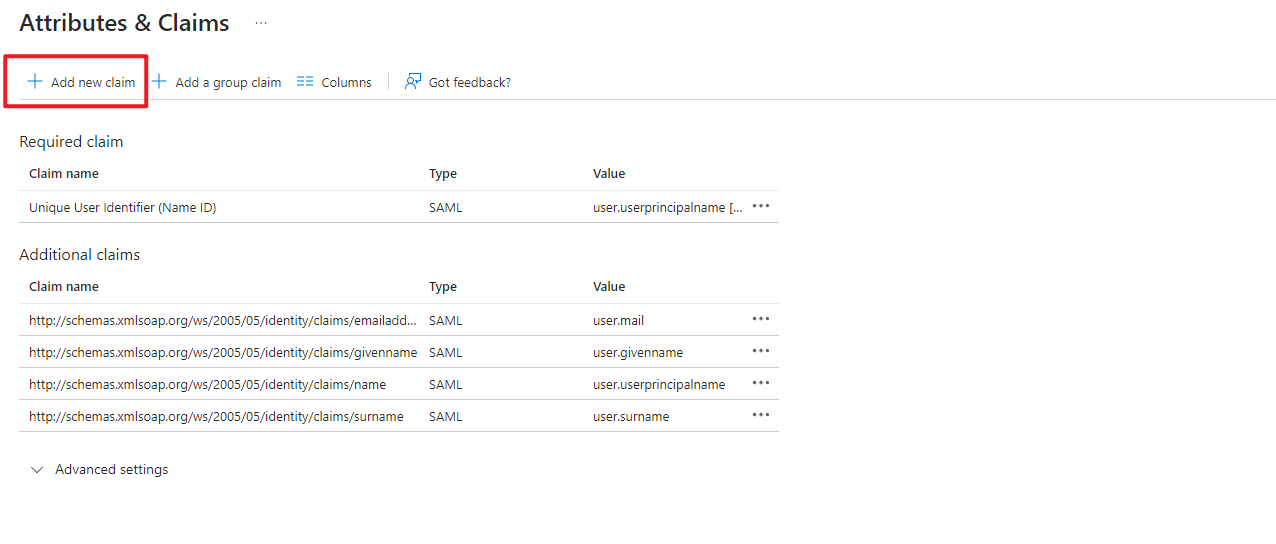 Attributes & Claims ...
Add new claim Add a group claim Columns Got feedback?
Required claim
Claim name Type Value
Unique User Identifier (Name ID) SAML user.userprincipalname [... •••
Additional claims
Claim name Type Value
http://schemas.xmlsoap.org/ws/2005/05/identity/claims/emailadd... SAML user.mail •••
http://schemas.xmlsoap.org/ws/2005/05/identity/claims/givenname SAML user.givenname •••
http://schemas.xmlsoap.org/ws/2005/05/identity/claims/name SAML user.userprincipalname •••
http://schemas.xmlsoap.org/ws/2005/05/identity/claims/surname SAML user.surname •••
Advanced settings